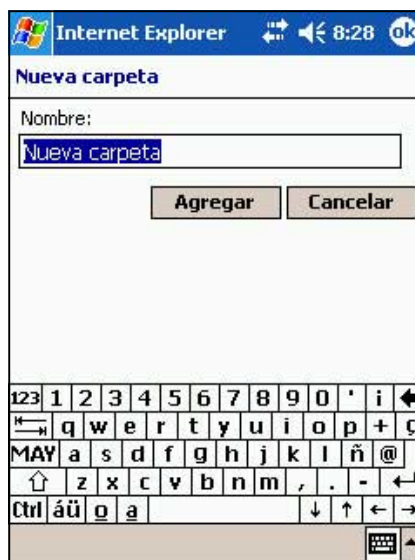 Internet Explorer 8:28 ok
Nueva carpeta
Nombre:
Nueva carpeta
Agregar Cancelar
123 1 2 3 4 5 6 7 8 9 0 ' ¡
q w e r t y u i o p +
MAY a s d f g h j k l ñ @
z x c v b n m , . -
Ctrl áü o a ↓ ↑ ← →